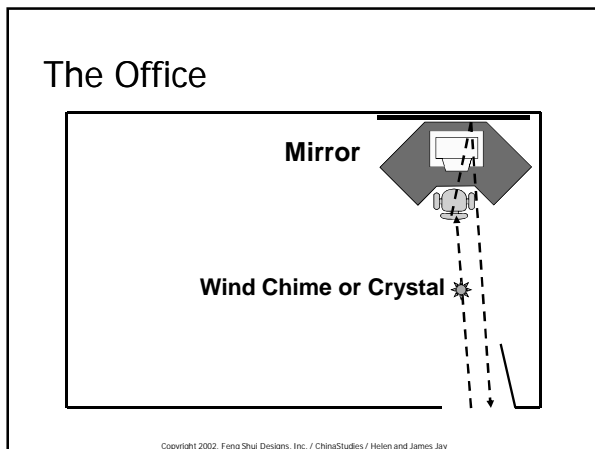 The Office
Mirror
Wind Chime or Crystal
Copyright 2002, Feng Shui Designs, Inc. / ChinaStudies / Helen and James Jay